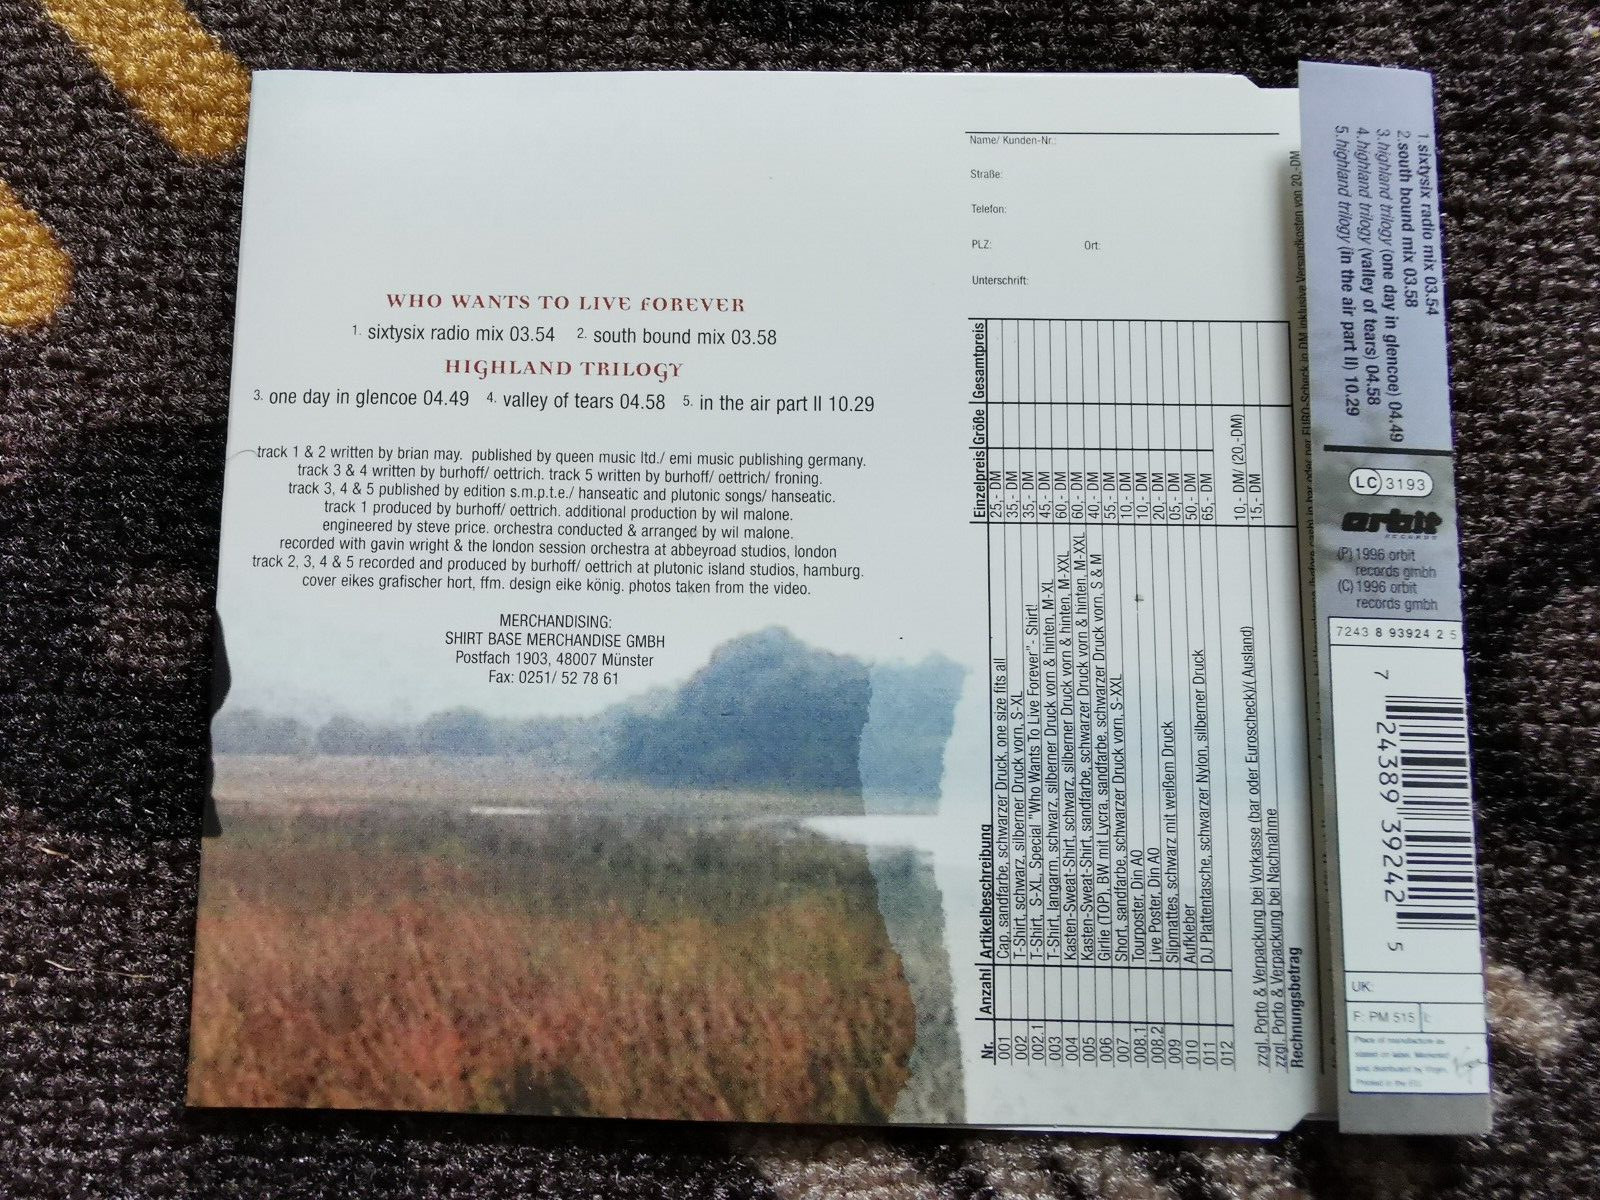 WHO WANTS TO LIVE FOREVER
1. sixtysix radio mix 03.54 2. south bound mix 03.58
HIGHLAND TRILOGY
3. one day in glencoe 04.49 4. valley of tears 04.58 5. in the air part II 10.29
track 1 & 2 written by brian may. published by queen music ltd./ emi music publishing germany.
track 3 & 4 written by burhoff/ oettrich. track 5 written by burhoff/ oettrich/ froning.
track 3, 4 & 5 published by edition s.m.p.t.e./ hanseatic and plutonic songs/ hanseatic.
track 1 produced by burhoff/ oettrich. additional production by wil malone.
engineered by steve price. orchestra conducted & arranged by wil malone.
recorded with gavin wright & the london session orchestra at abbeyroad studios, london
track 2, 3, 4 & 5 recorded and produced by burhoff/ oettrich at plutonic island studios, hamburg.
cover eikes grafischer hort, ffm. design eike könig. photos taken from the video.
MERCHANDISING:
SHIRT BASE MERCHANDISE GMBH
Postfach 1903, 48007 Münster
Fax: 0251/ 52 78 61
Name/ Kunden-Nr.:
Straße:
Telefon:
PLZ: Ort:
Unterschrift:
Nr. Anzahl Artikelbeschreibung Einzelpreis Größe Gesamtpreis
001 Cap, sandfarbe, schwarzer Druck, one size fits all 25,- DM
002 T-Shirt, schwarz, silberner Druck vorn, S-XL 35,- DM
002.1 T-Shirt, S-XL, Special "Who Wants To Live Forever"- Shirt! 35,- DM
003 T-Shirt, langarm, schwarz, silberner Druck vorn & hinten, M-XL 45,- DM
004 Kasten-Sweat-Shirt, schwarz, silberner Druck vorn & hinten, M-XXL 60,- DM
005 Kasten-Sweat-Shirt, sandfarbe, schwarzer Druck vorn & hinten, M-XXL 60,- DM
006 Girlie (TOP), BW mit Lycra, sandfarbe, schwarzer Druck vorn, S & M 40,- DM
007 Short, sandfarbe, schwarzer Druck vorn, S-XXL 55,- DM
008.1 Tourposter, Din A0 10,- DM
008.2 Live Poster, Din A0 20,- DM
009 Slipmattes, schwarz mit weißem Druck
010 Aufkleber 05,- DM
011 DJ Plattentasche, schwarzer Nylon, silberner Druck 65,- DM
012
zzgl. Porto & Verpackung bei Vorkasse (bar oder Euroscheck)/( Ausland) 10,- DM/ (20,-DM)
zzgl. Porto & Verpackung bei Nachnahme 15,- DM
Rechnungsbetrag
inklusive Versandkosten von 20,-DM
1. sixtysix radio mix 03.54
2. south bound mix 03.58
3. highland trilogy (one day in glencoe) 04.49
4. highland trilogy (valley of tears) 04.58
5. highland trilogy (in the air part II) 10.29
LC 3193
orbit
RECORDS
(P) 1996 orbit
records gmbh
(C) 1996 orbit
records gmbh
7243 8 93924 2 5
7 24389 39242 5
UK:
F: PM 515
Place of manufacture as
stated on label.
and distributed by Virgin.
Printed in the EU.